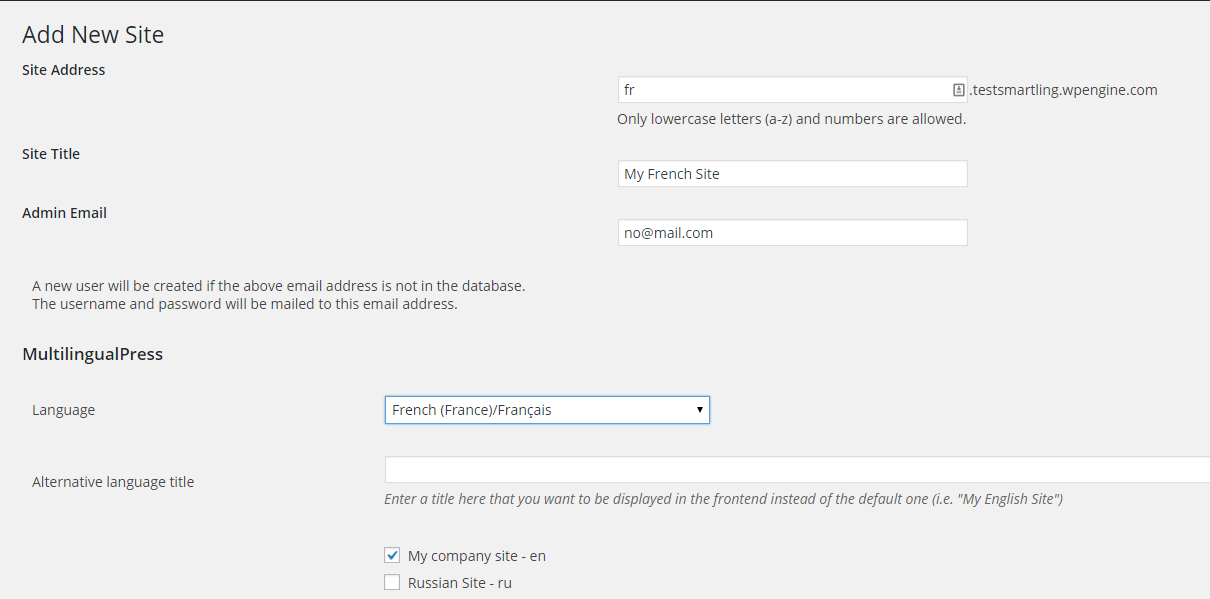 Add New Site
Site Address
fr .testsmartling.wpengine.com
Only lowercase letters (a-z) and numbers are allowed.
Site Title
My French Site
Admin Email
no@mail.com
A new user will be created if the above email address is not in the database.
The username and password will be mailed to this email address.
MultilingualPress
Language French (France)/Français
Alternative language title
Enter a title here that you want to be displayed in the frontend instead of the default one (i.e. "My English Site")
My company site - en
Russian Site - ru